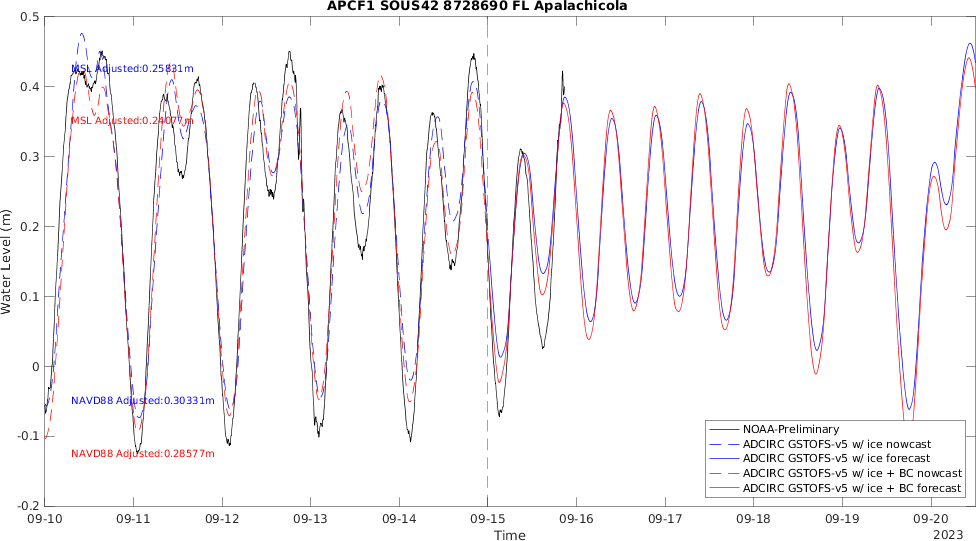 APCF1 SOUS42 8728690 FL Apalachicola
0.5
0.4
0.3
0.2
0.1
0
-0.1
-0.2
Water Level (m)
MSL Adjusted:0.25831m
MSL Adjusted:0.24077m
NAVD88 Adjusted:0.30331m
NAVD88 Adjusted:0.28577m
NOAA-Preliminary
ADCIRC GSTOFS-v5 w/ ice nowcast
ADCIRC GSTOFS-v5 w/ ice forecast
ADCIRC GSTOFS-v5 w/ ice + BC nowcast
ADCIRC GSTOFS-v5 w/ ice + BC forecast
09-10 09-11 09-12 09-13 09-14 09-15 09-16 09-17 09-18 09-19 09-20
Time
2023